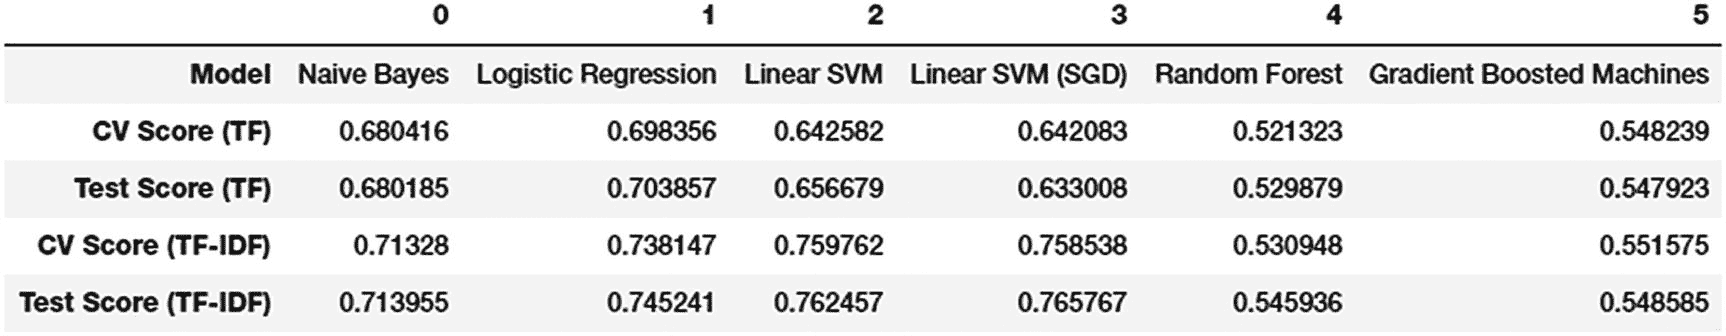 0 1 2 3 4 5
Model Naive Bayes Logistic Regression Linear SVM Linear SVM (SGD) Random Forest Gradient Boosted Machines
CV Score (TF) 0.680416 0.698356 0.642582 0.642083 0.521323 0.548239
Test Score (TF) 0.680185 0.703857 0.656679 0.633008 0.529879 0.547923
CV Score (TF-IDF) 0.71328 0.738147 0.759762 0.758538 0.530948 0.551575
Test Score (TF-IDF) 0.713955 0.745241 0.762457 0.765767 0.545936 0.548585